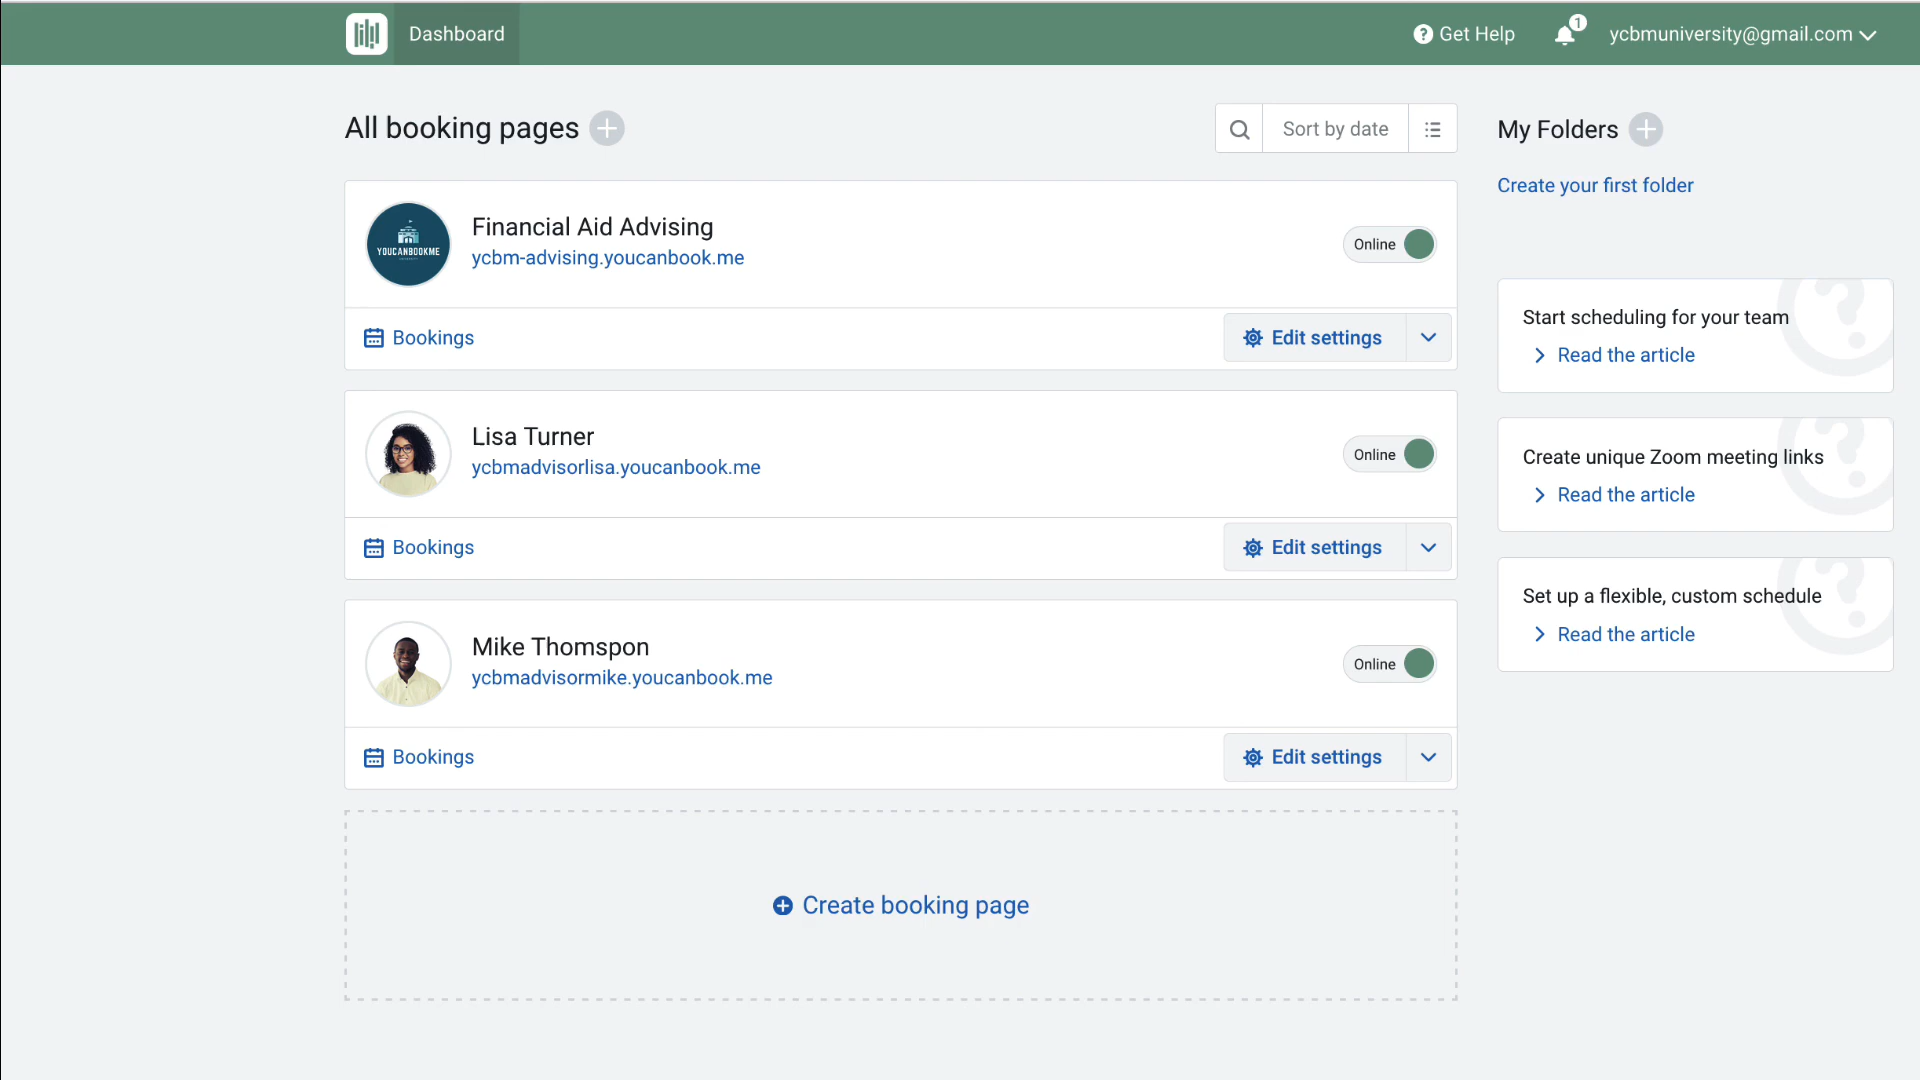 Dashboard
Get Help
1
ycbmuniversity@gmail.com
All booking pages
Sort by date
My Folders
Create your first folder
YOUCANBOOKME
Financial Aid Advising
ycbm-advising.youcanbook.me
Online
Bookings
Edit settings
Lisa Turner
ycbmadvisorlisa.youcanbook.me
Online
Bookings
Edit settings
Mike Thomspon
ycbmadvisormike.youcanbook.me
Online
Bookings
Edit settings
Create booking page
Start scheduling for your team
Read the article
Create unique Zoom meeting links
Read the article
Set up a flexible, custom schedule
Read the article